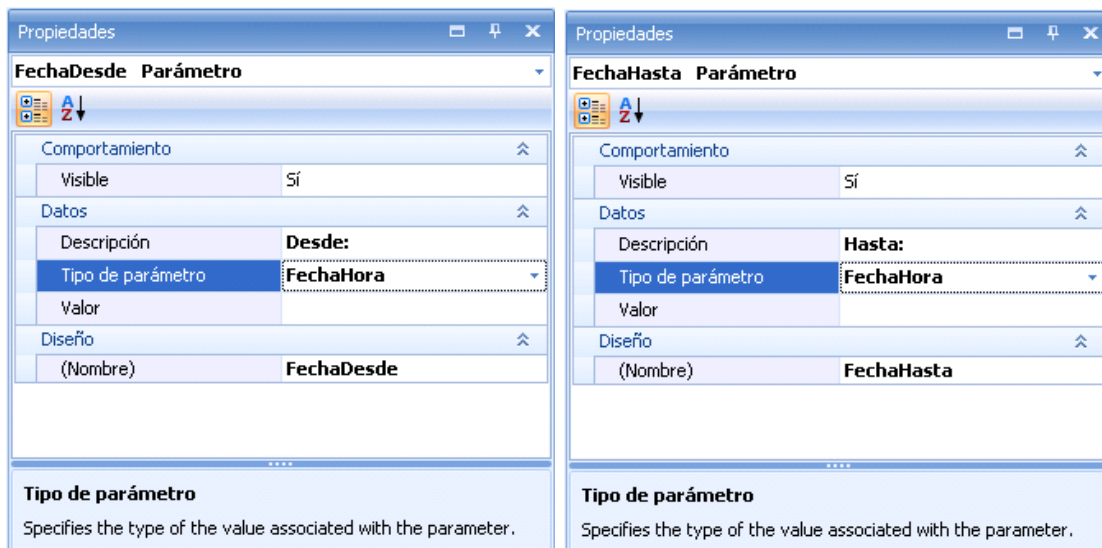 Propiedades
FechaDesde Parámetro
Comportamiento
Visible Sí
Datos
Descripción Desde:
Tipo de parámetro FechaHora
Valor
Diseño
(Nombre) FechaDesde
Tipo de parámetro
Specifies the type of the value associated with the parameter.
Propiedades
FechaHasta Parámetro
Comportamiento
Visible Sí
Datos
Descripción Hasta:
Tipo de parámetro FechaHora
Valor
Diseño
(Nombre) FechaHasta
Tipo de parámetro
Specifies the type of the value associated with the parameter.